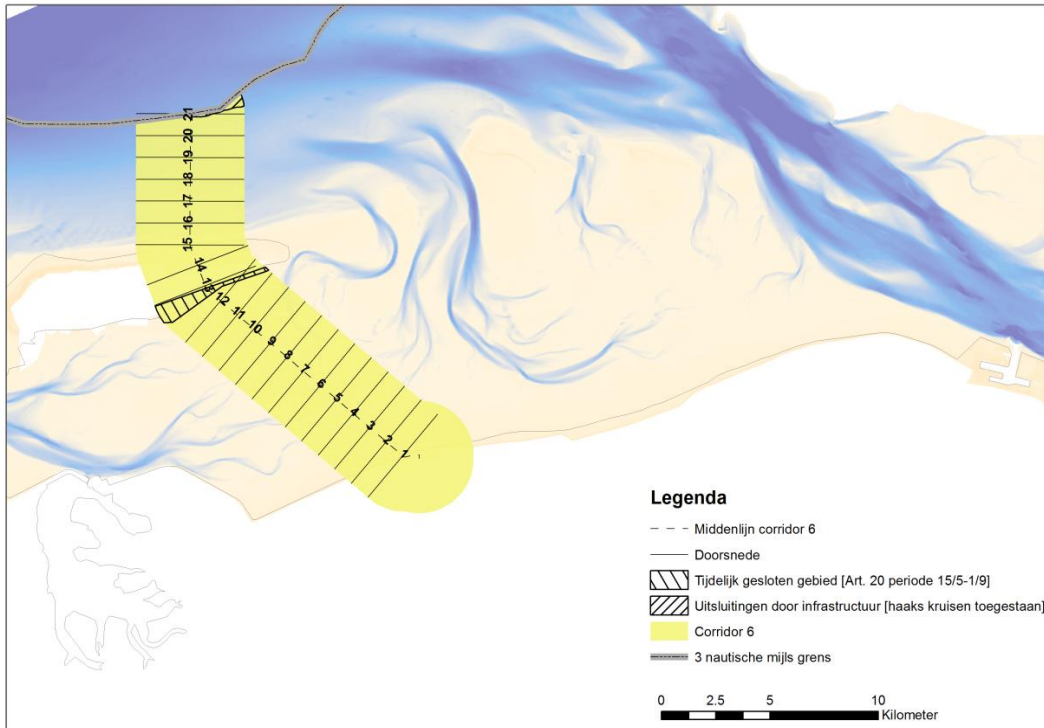 21
20
19
18
17
16
15
14
13
12
11
10
9
8
7
6
5
4
3
2
1
Legenda
Middenlijn corridor 6
Doorsnede
Tijdelijk gesloten gebied [Art. 20 periode 15/5-1/9]
Uitsluitingen door infrastructuur [haaks kruisen toegestaan]
Corridor 6
3 nautische mijls grens
0 2.5 5 10
Kilometer